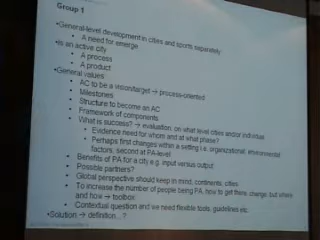 Group 1
•General-level development in cities and sports separately
• A need for emerge
•Is an active city
• A process
• A product
•General values
• AC to be a mean/target → process-oriented
• Milestones
• Structure to become an AC
• Framework of components
• What is success? → evaluation; on what level cities and/or individual
• Evidence need for whom and at what phase?
• Perhaps first changes within a setting i.e. organizational, environmental
factors, second at PA-level
• Benefits of PA for a city e.g. input versus output
• Possible partners?
• Global perspective should keep in mind; continents; cities
• To increase the number of people being PA, how to get there, change, but where
and how → toolbox
• Contextual question and we need flexible tools, guidelines etc.
•Solution → definition...?